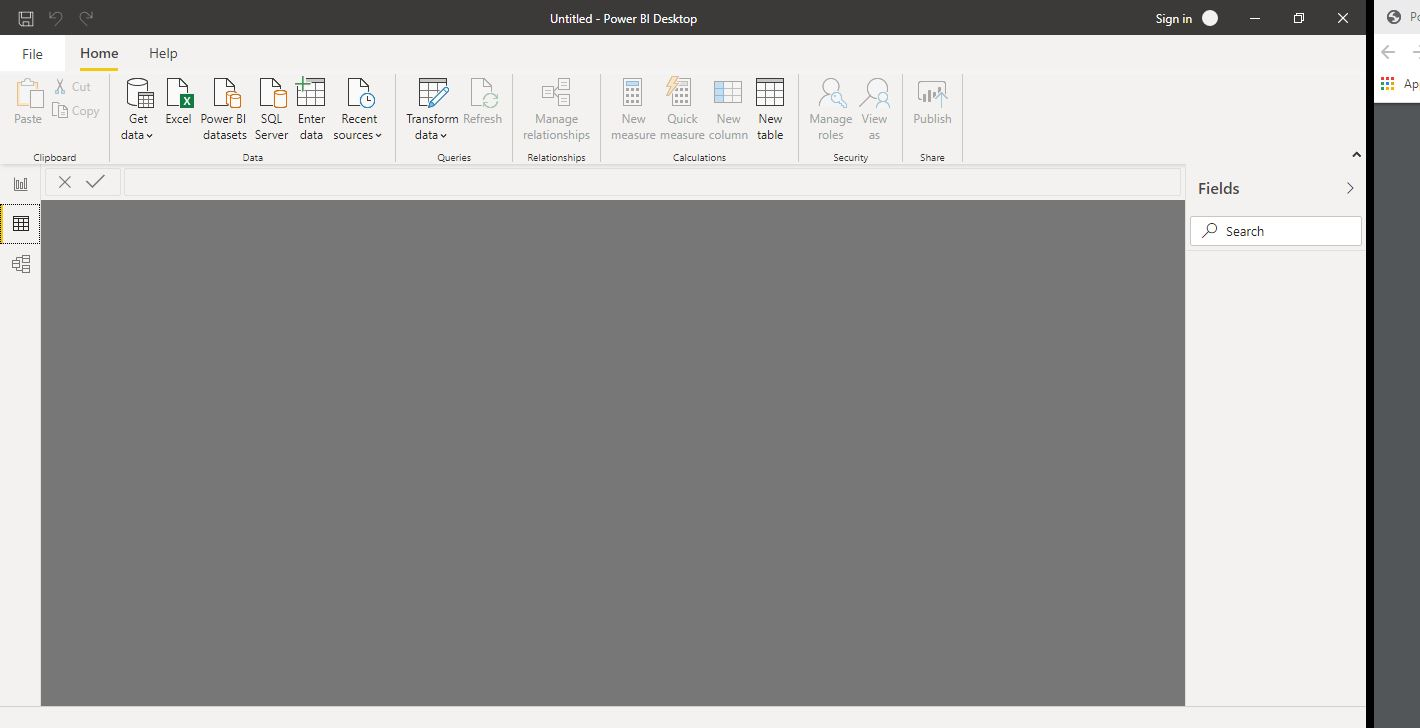 Untitled - Power BI Desktop
Sign in
File
Home
Help
Paste
Cut
Copy
Clipboard
Get data
Excel
Power BI datasets
SQL Server
Enter data
Recent sources
Data
Transform data
Refresh
Queries
Manage relationships
Relationships
New measure
Quick measure
New column
New table
Calculations
Manage roles
View as
Security
Publish
Share
Fields
Search